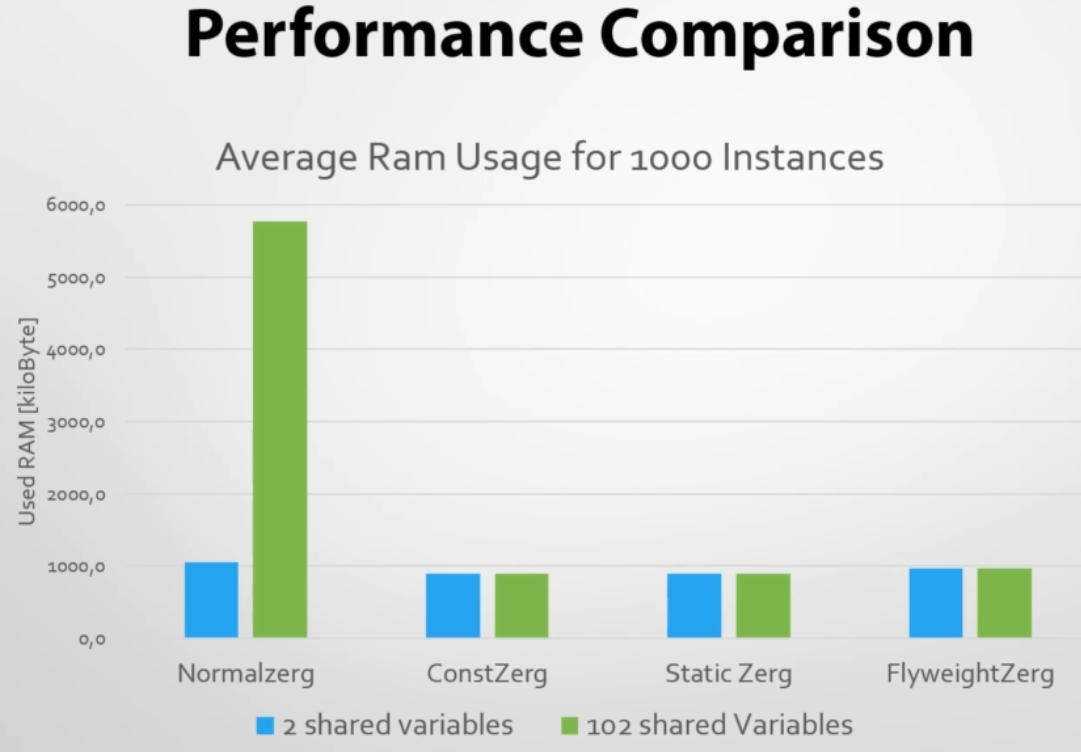 Performance Comparison
Average Ram Usage for 1000 Instances
Used RAM [kiloByte]
6000,0
5000,0
4000,0
3000,0
2000,0
1000,0
0,0
Normalzerg ConstZerg Static Zerg FlyweightZerg
2 shared variables 102 shared Variables